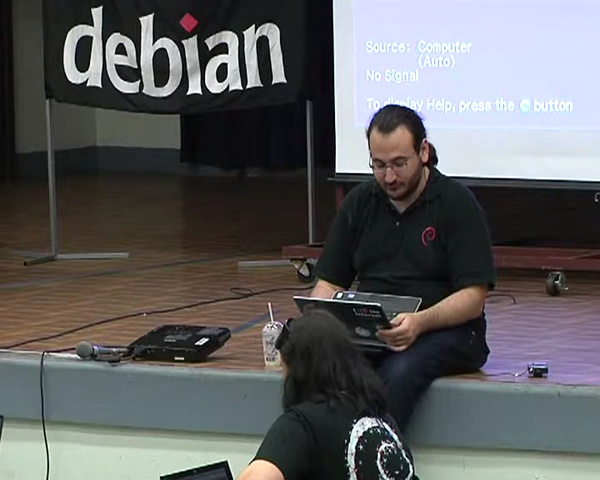 debian
Source: Computer
(Auto)
No Signal
To display Help, press the button